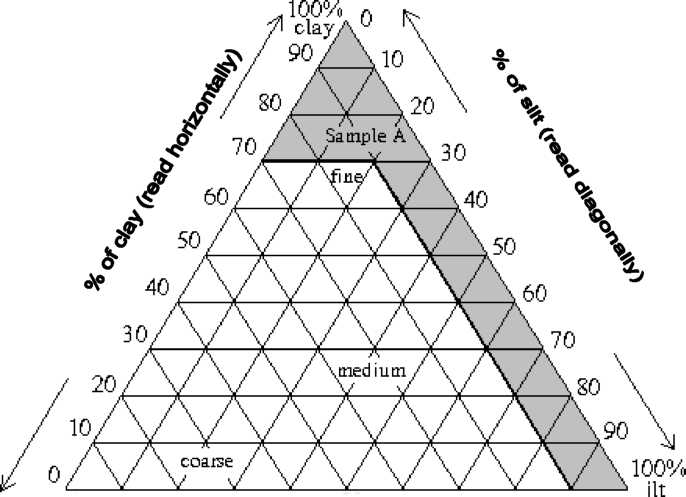 100%
clay
0
90
10
80
20
Sample A
70
30
fine
60
40
50
50
40
60
30
70
medium
20
80
10
90
coarse
0
100%
ilt
% of clay (read horizontally)
% of silt (read diagonally)